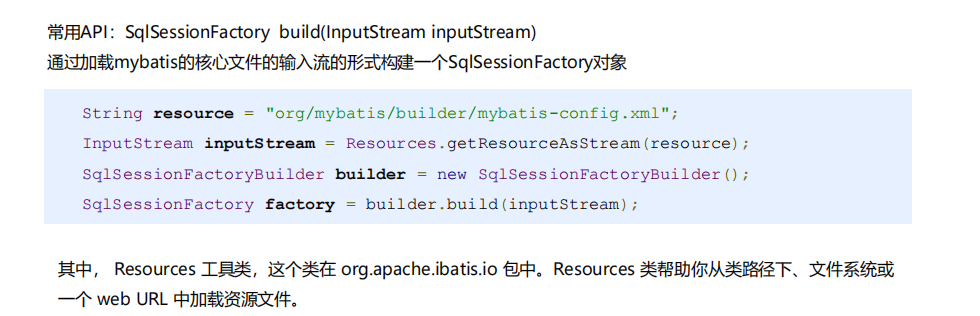 常用API：SqlSessionFactory build(InputStream inputStream)
通过加载mybatis的核心文件的输入流的形式构建一个SqlSessionFactory对象
String resource = "org/mybatis/builder/mybatis-config.xml";
InputStream inputStream = Resources.getResourceAsStream(resource);
SqlSessionFactoryBuilder builder = new SqlSessionFactoryBuilder();
SqlSessionFactory factory = builder.build(inputStream);
其中， Resources 工具类，这个类在 org.apache.ibatis.io 包中。Resources 类帮助你从类路径下、文件系统或
一个 web URL 中加载资源文件。